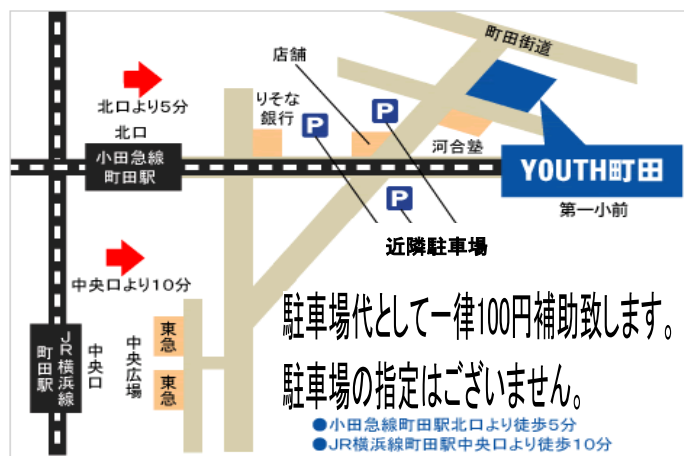 町田街道
店舗
北口より5分
りそな
銀行
P
P
北口
河合塾
小田急線
町田駅
YOUTH町田
P
第一小前
近隣駐車場
中央口より10分
駐車場代として一律100円補助致します。
東急
中央広場
中央口
JR横浜線
町田駅
東急
駐車場の指定はございません。
●小田急線町田駅北口より徒歩5分
●JR横浜線町田駅中央口より徒歩10分